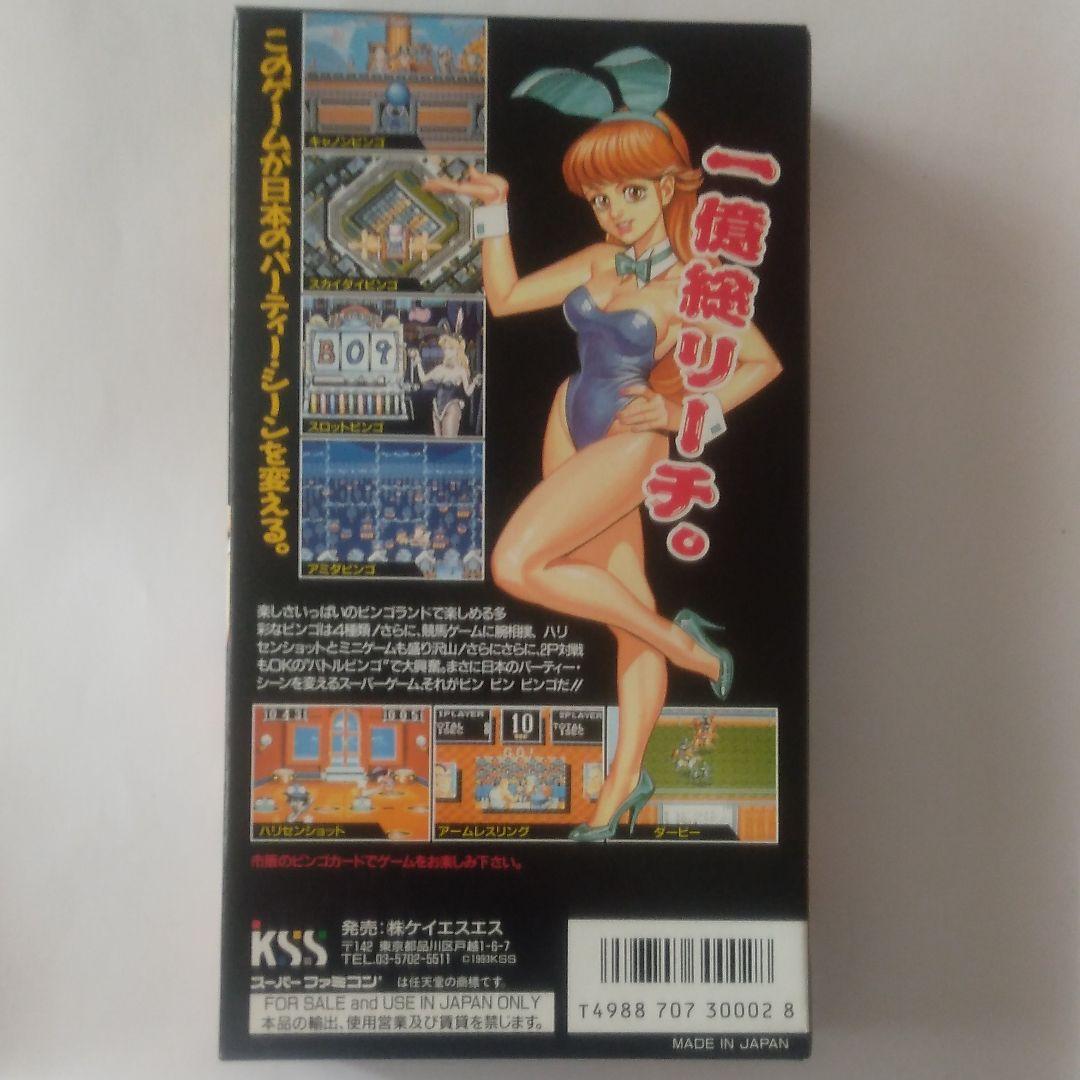 一億総リーチ。
このゲームが日本のパーティー・シーンを変える。
キャノンビンゴ
スカイダイビンゴ
B09
スロットビンゴ
アミダビンゴ
楽しさいっぱいのビンゴランドで楽しめる多
彩なビンゴは4種類!さらに、競馬ゲームに腕相撲、ハリ
センショットとミニゲームも盛り沢山!さらにさらに、2P対戦
もOKの"バトルビンゴ"で大興奮。まさに日本のパーティー・
シーンを変えるスーパーゲーム、それがビン ビン ビンゴだ!!
ハリセンショット
1PLAYER 10 2PLAYER
TOTAL TOTAL
GO!
アームレスリング
ダービー
市販のビンゴカードでゲームをお楽しみ下さい。
KSS
発売:㈱ケイエスエス
〒142 東京都品川区戸越1-6-7
TEL.03-5702-5511 ©1993KSS
スーパーファミコン は任天堂の商標です。
FOR SALE and USE IN JAPAN ONLY
本品の輸出、使用営業及び賃貸を禁じます。
T4988 707 30002 8
MADE IN JAPAN